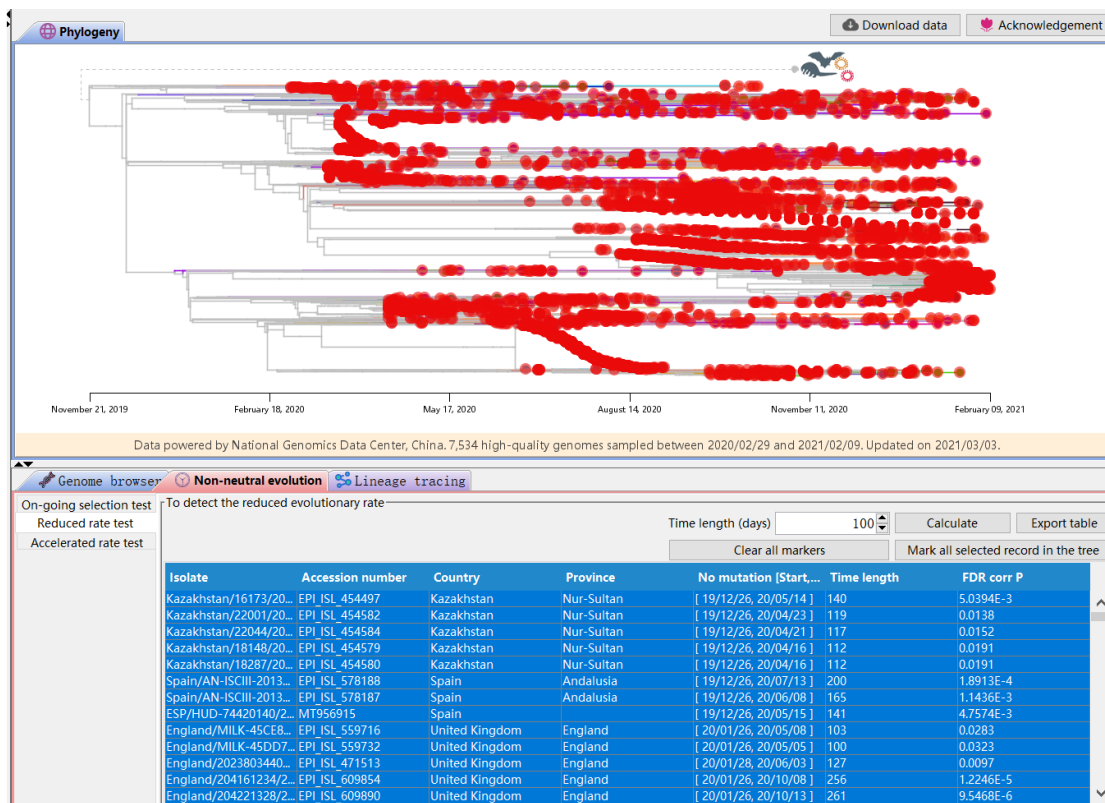 Phylogeny
Download data
Acknowledgement
November 21, 2019
February 18, 2020
May 17, 2020
August 14, 2020
November 11, 2020
February 09, 2021
Data powered by National Genomics Data Center, China. 7,534 high-quality genomes sampled between 2020/02/29 and 2021/02/09. Updated on 2021/03/03.
Genome browser Non-neutral evolution Lineage tracing
On-going selection test
Reduced rate test
Accelerated rate test
To detect the reduced evolutionary rate
Time length (days) 100 Calculate Export table
Clear all markers Mark all selected record in the tree
Isolate Accession number Country Province No mutation [Start,... Time length FDR corr P
Kazakhstan/16173/20... EPI_ISL_454497 Kazakhstan Nur-Sultan [ 19/12/26, 20/05/14 ] 140 5.0394E-3
Kazakhstan/22001/20... EPI_ISL_454582 Kazakhstan Nur-Sultan [ 19/12/26, 20/04/23 ] 119 0.0138
Kazakhstan/22044/20... EPI_ISL_454584 Kazakhstan Nur-Sultan [ 19/12/26, 20/04/21 ] 117 0.0152
Kazakhstan/18148/20... EPI_ISL_454579 Kazakhstan Nur-Sultan [ 19/12/26, 20/04/16 ] 112 0.0191
Kazakhstan/18287/20... EPI_ISL_454580 Kazakhstan Nur-Sultan [ 19/12/26, 20/04/16 ] 112 0.0191
Spain/AN-ISCIII-2013... EPI_ISL_578188 Spain Andalusia [ 19/12/26, 20/07/13 ] 200 1.8913E-4
Spain/AN-ISCIII-2013... EPI_ISL_578187 Spain Andalusia [ 19/12/26, 20/06/08 ] 165 1.1436E-3
ESP/HUD-74420140/2... MT956915 Spain [ 19/12/26, 20/05/15 ] 141 4.7574E-3
England/MILK-45CE8... EPI_ISL_559716 United Kingdom England [ 20/01/26, 20/05/08 ] 103 0.0283
England/MILK-45DD7... EPI_ISL_559732 United Kingdom England [ 20/01/26, 20/05/05 ] 100 0.0323
England/2023803440... EPI_ISL_471513 United Kingdom England [ 20/01/28, 20/06/03 ] 127 0.0097
England/204161234/2... EPI_ISL_609854 United Kingdom England [ 20/01/26, 20/10/08 ] 256 1.2246E-5
England/204221328/2... EPI_ISL_609890 United Kingdom England [ 20/01/26, 20/10/13 ] 261 9.5468E-6